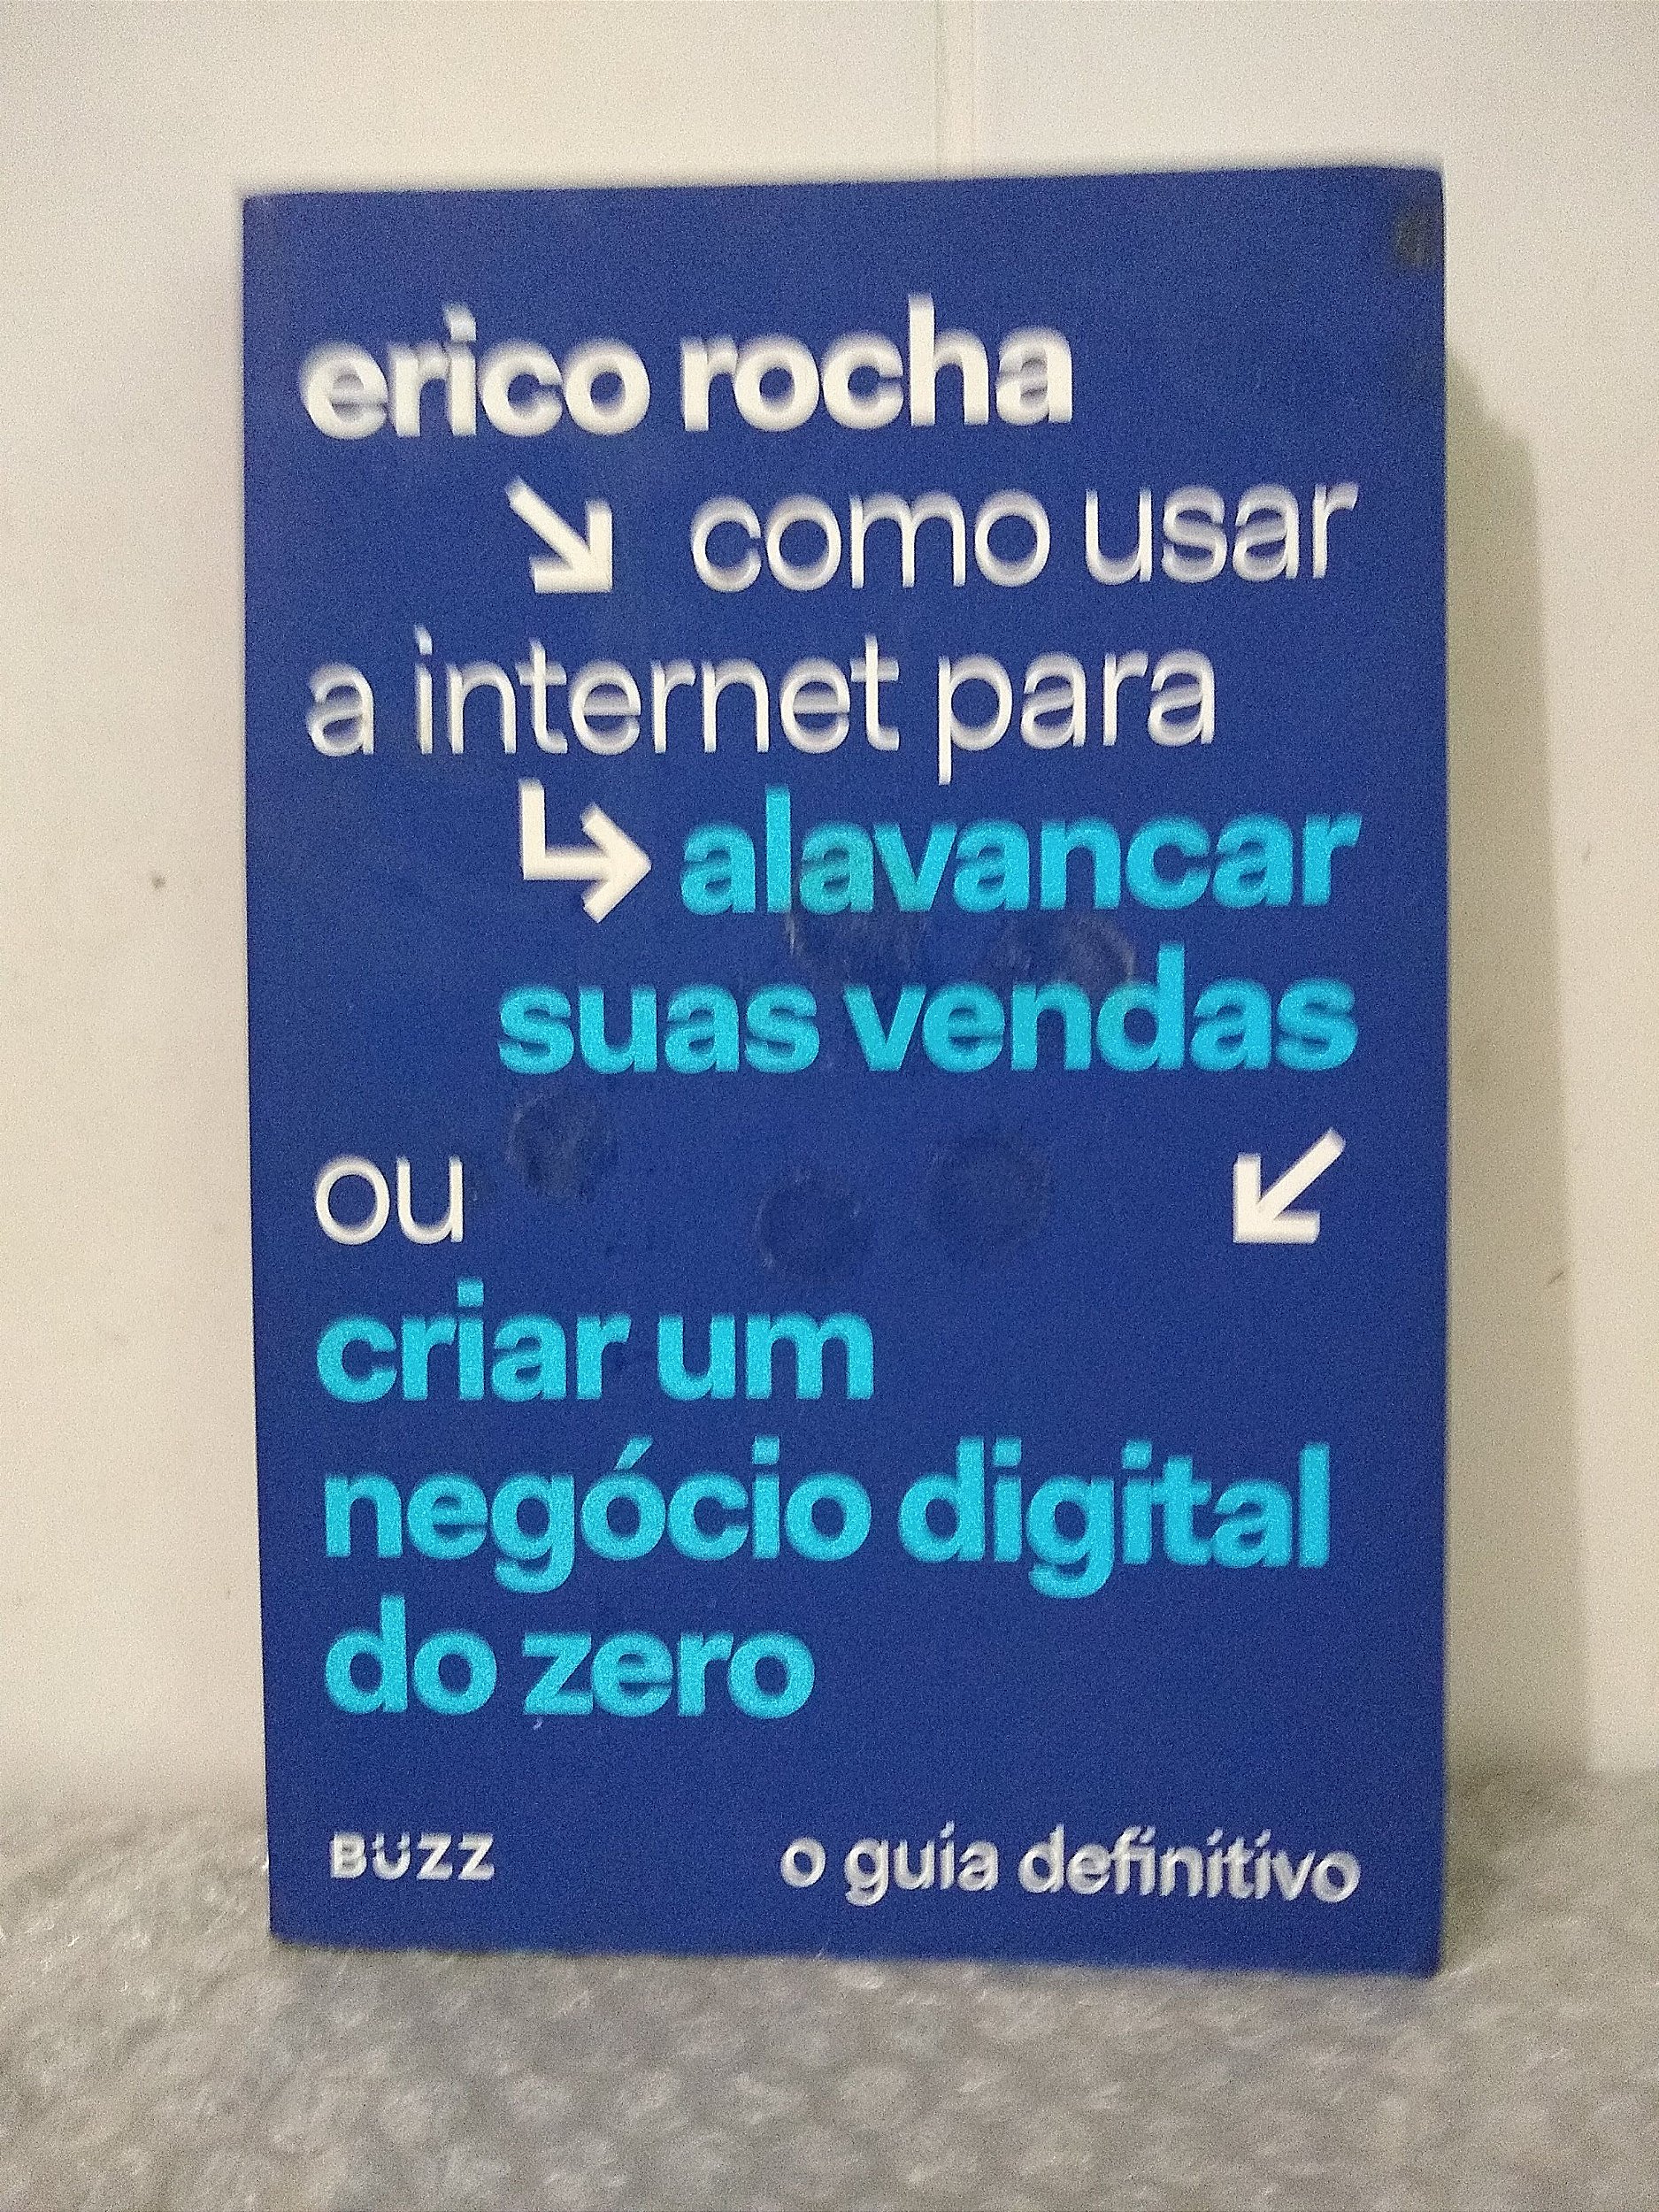 erico rocha
↘ como usar
a internet para
↳ alavancar
suas vendas
ou ↙
criar um
negócio digital
do zero
BUZZ o guia definitivo